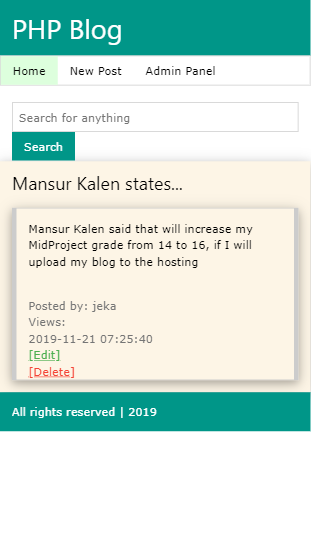 PHP Blog
Home New Post Admin Panel
Search for anything
Search
Mansur Kalen states...
Mansur Kalen said that will increase my
MidProject grade from 14 to 16, if I will
upload my blog to the hosting
Posted by: jeka
Views:
2019-11-21 07:25:40
[Edit]
[Delete]
All rights reserved | 2019